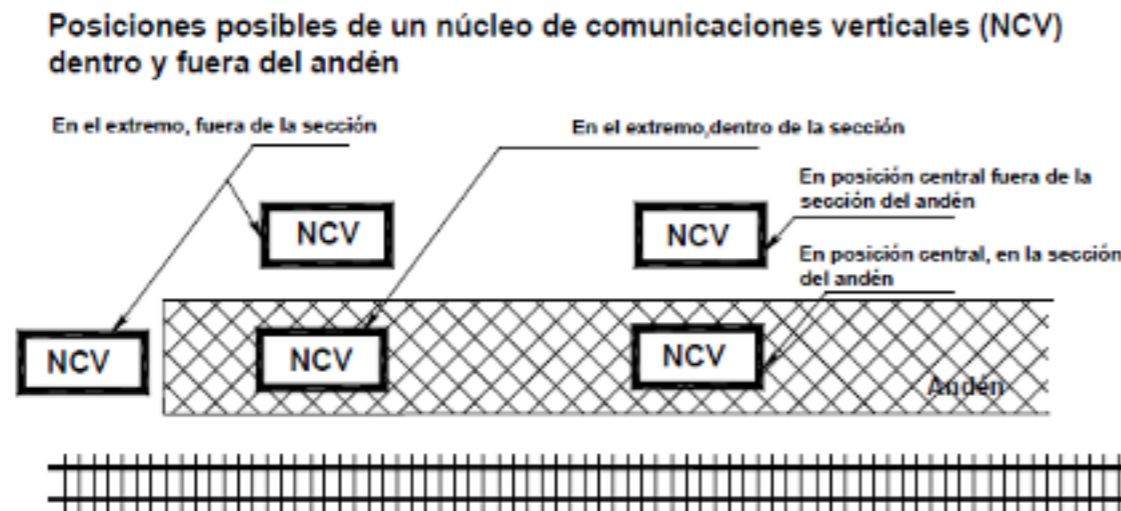 Posiciones posibles de un núcleo de comunicaciones verticales (NCV)
dentro y fuera del andén
En el extremo, fuera de la sección
En el extremo,dentro de la sección
En posición central fuera de la
sección del andén
NCV
NCV
En posición central, en la sección
del andén
NCV
NCV
NCV
Andén